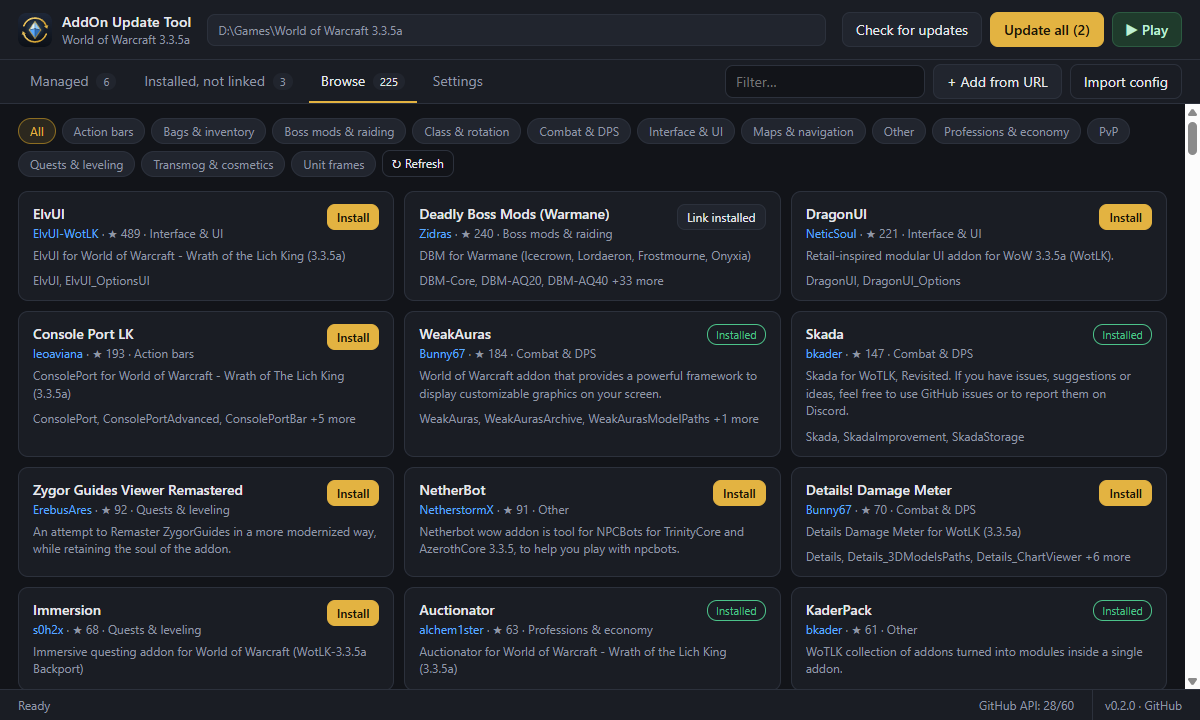 AddOn Update Tool
World of Warcraft 3.3.5a
D:\Games\World of Warcraft 3.3.5a
Check for updates
Update all (2)
▶ Play
Managed 6
Installed, not linked 3
Browse 225
Settings
Filter...
+ Add from URL
Import config
All
Action bars
Bags & inventory
Boss mods & raiding
Class & rotation
Combat & DPS
Interface & UI
Maps & navigation
Other
Professions & economy
PvP
Quests & leveling
Transmog & cosmetics
Unit frames
↻ Refresh
ElvUI
Install
ElvUI-WotLK · ★ 489 · Interface & UI
ElvUI for World of Warcraft - Wrath of the Lich King (3.3.5a)
ElvUI, ElvUI_OptionsUI
Deadly Boss Mods (Warmane)
Link installed
Zidras · ★ 240 · Boss mods & raiding
DBM for Warmane (Icecrown, Lordaeron, Frostmourne, Onyxia)
DBM-Core, DBM-AQ20, DBM-AQ40 +33 more
DragonUI
Install
NeticSoul · ★ 221 · Interface & UI
Retail-inspired modular UI addon for WoW 3.3.5a (WotLK).
DragonUI, DragonUI_Options
Console Port LK
Install
leoaviana · ★ 193 · Action bars
ConsolePort for World of Warcraft - Wrath of The Lich King
(3.3.5a)
ConsolePort, ConsolePortAdvanced, ConsolePortBar +5 more
WeakAuras
Installed
Bunny67 · ★ 184 · Combat & DPS
World of Warcraft addon that provides a powerful framework to
display customizable graphics on your screen.
WeakAuras, WeakAurasArchive, WeakAurasModelPaths +1 more
Skada
Installed
bkader · ★ 147 · Combat & DPS
Skada for WoTLK, Revisited. If you have issues, suggestions or
ideas, feel free to use GitHub issues or to report them on
Discord.
Skada, SkadaImprovement, SkadaStorage
Zygor Guides Viewer Remastered
Install
ErebusAres · ★ 92 · Quests & leveling
An attempt to Remaster ZygorGuides in a more modernized way,
while retaining the soul of the addon.
NetherBot
Install
NetherstormX · ★ 91 · Other
Netherbot wow addon is tool for NPCBots for TrinityCore and
AzerothCore 3.3.5, to help you play with npcbots.
Details! Damage Meter
Install
Bunny67 · ★ 70 · Combat & DPS
Details Damage Meter for WotLK (3.3.5a)
Details, Details_3DModelsPaths, Details_ChartViewer +6 more
Immersion
Install
s0h2x · ★ 68 · Quests & leveling
Immersive questing addon for World of Warcraft (WotLK-3.3.5a
Backport)
Auctionator
Installed
alchem1ster · ★ 63 · Professions & economy
Auctionator for World of Warcraft - Wrath of the Lich King
(3.3.5a)
KaderPack
Installed
bkader · ★ 61 · Other
WoTLK collection of addons turned into modules inside a single
addon.
Ready
GitHub API: 28/60
v0.2.0 · GitHub